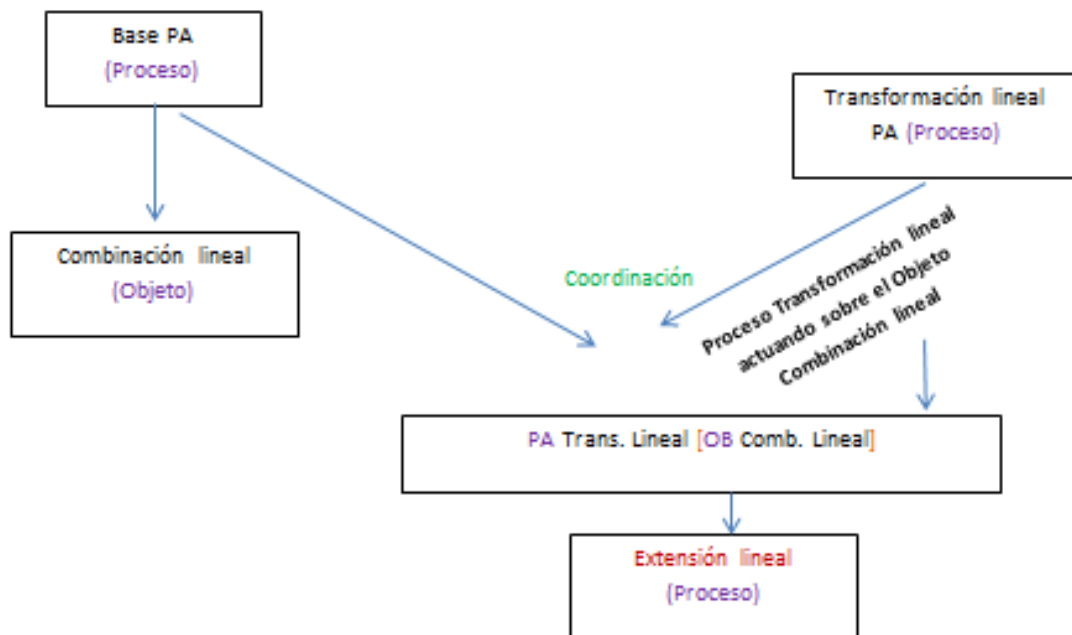 Base PA
(Proceso)
Transformación lineal
PA (Proceso)
Combinación lineal
(Objeto)
Coordinación
Proceso Transformación lineal
actuando sobre el Objeto
Combinación lineal
PA Trans. Lineal [OB Comb. Lineal]
Extensión lineal
(Proceso)